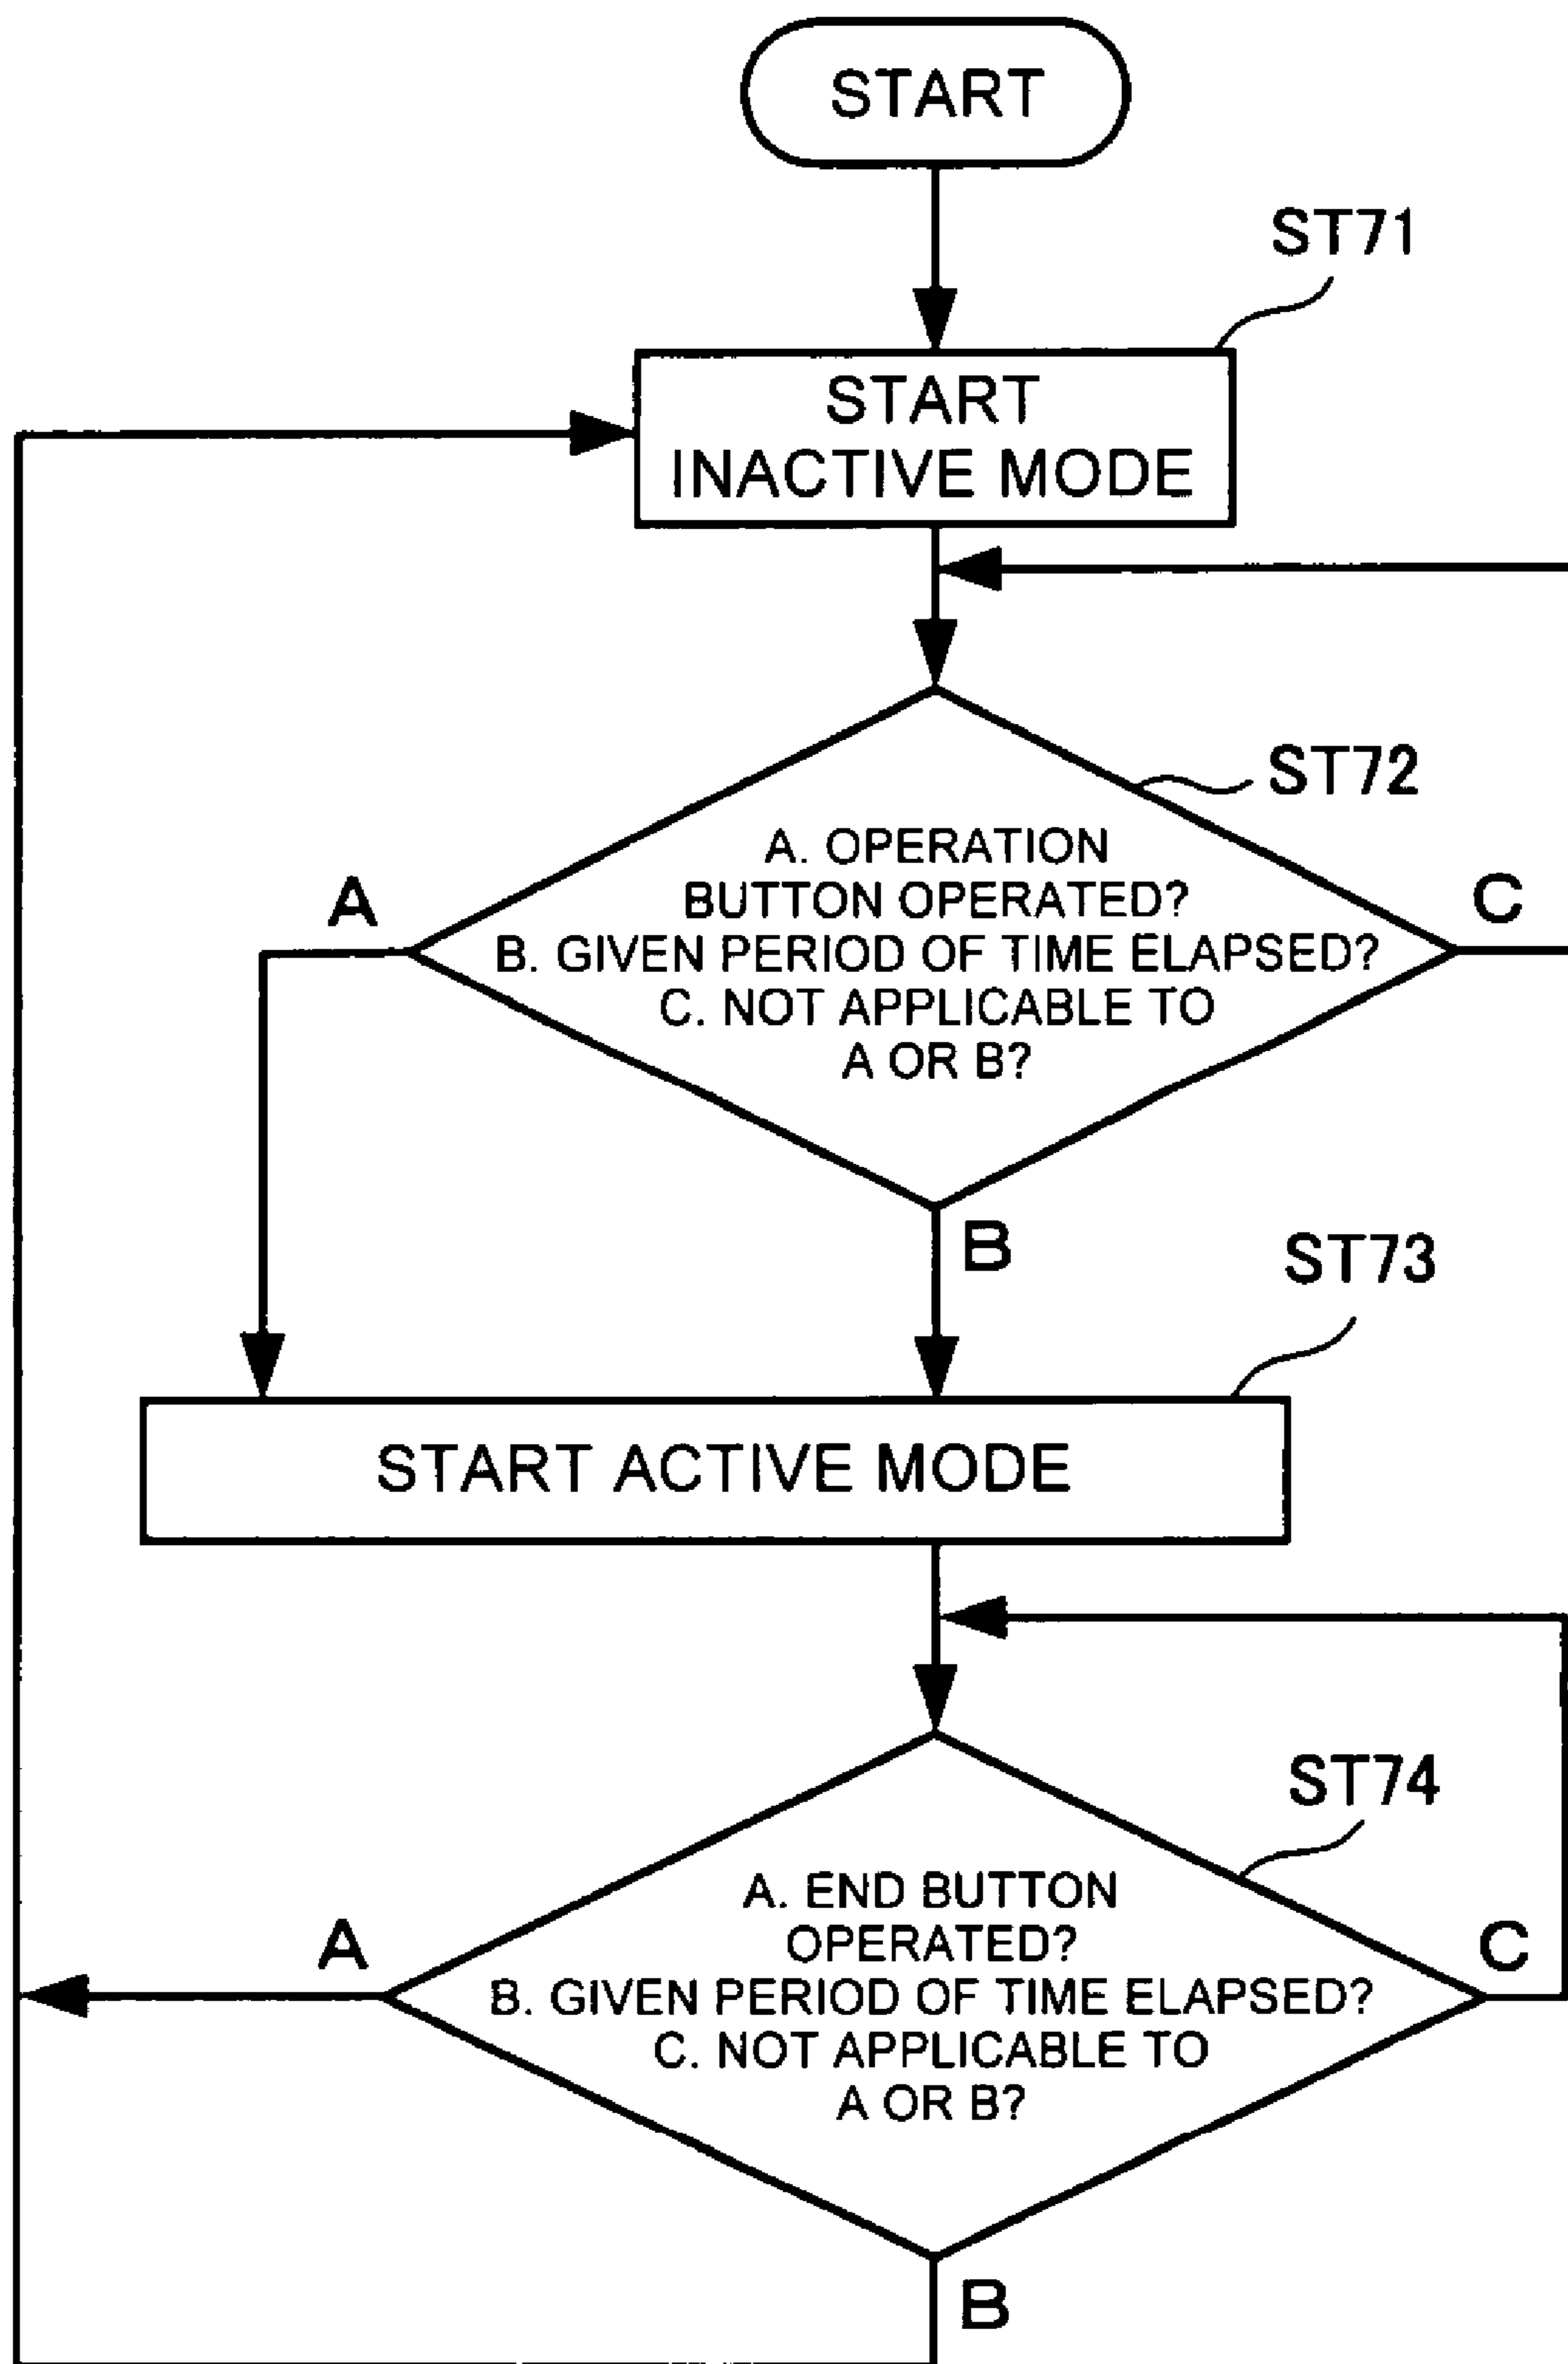 START
ST71
START
INACTIVE MODE
ST72
A. OPERATION
BUTTON OPERATED?
B. GIVEN PERIOD OF TIME ELAPSED?
C. NOT APPLICABLE TO
A OR B?
A
C
B
ST73
START ACTIVE MODE
ST74
A. END BUTTON
OPERATED?
B. GIVEN PERIOD OF TIME ELAPSED?
C. NOT APPLICABLE TO
A OR B?
A
C
B